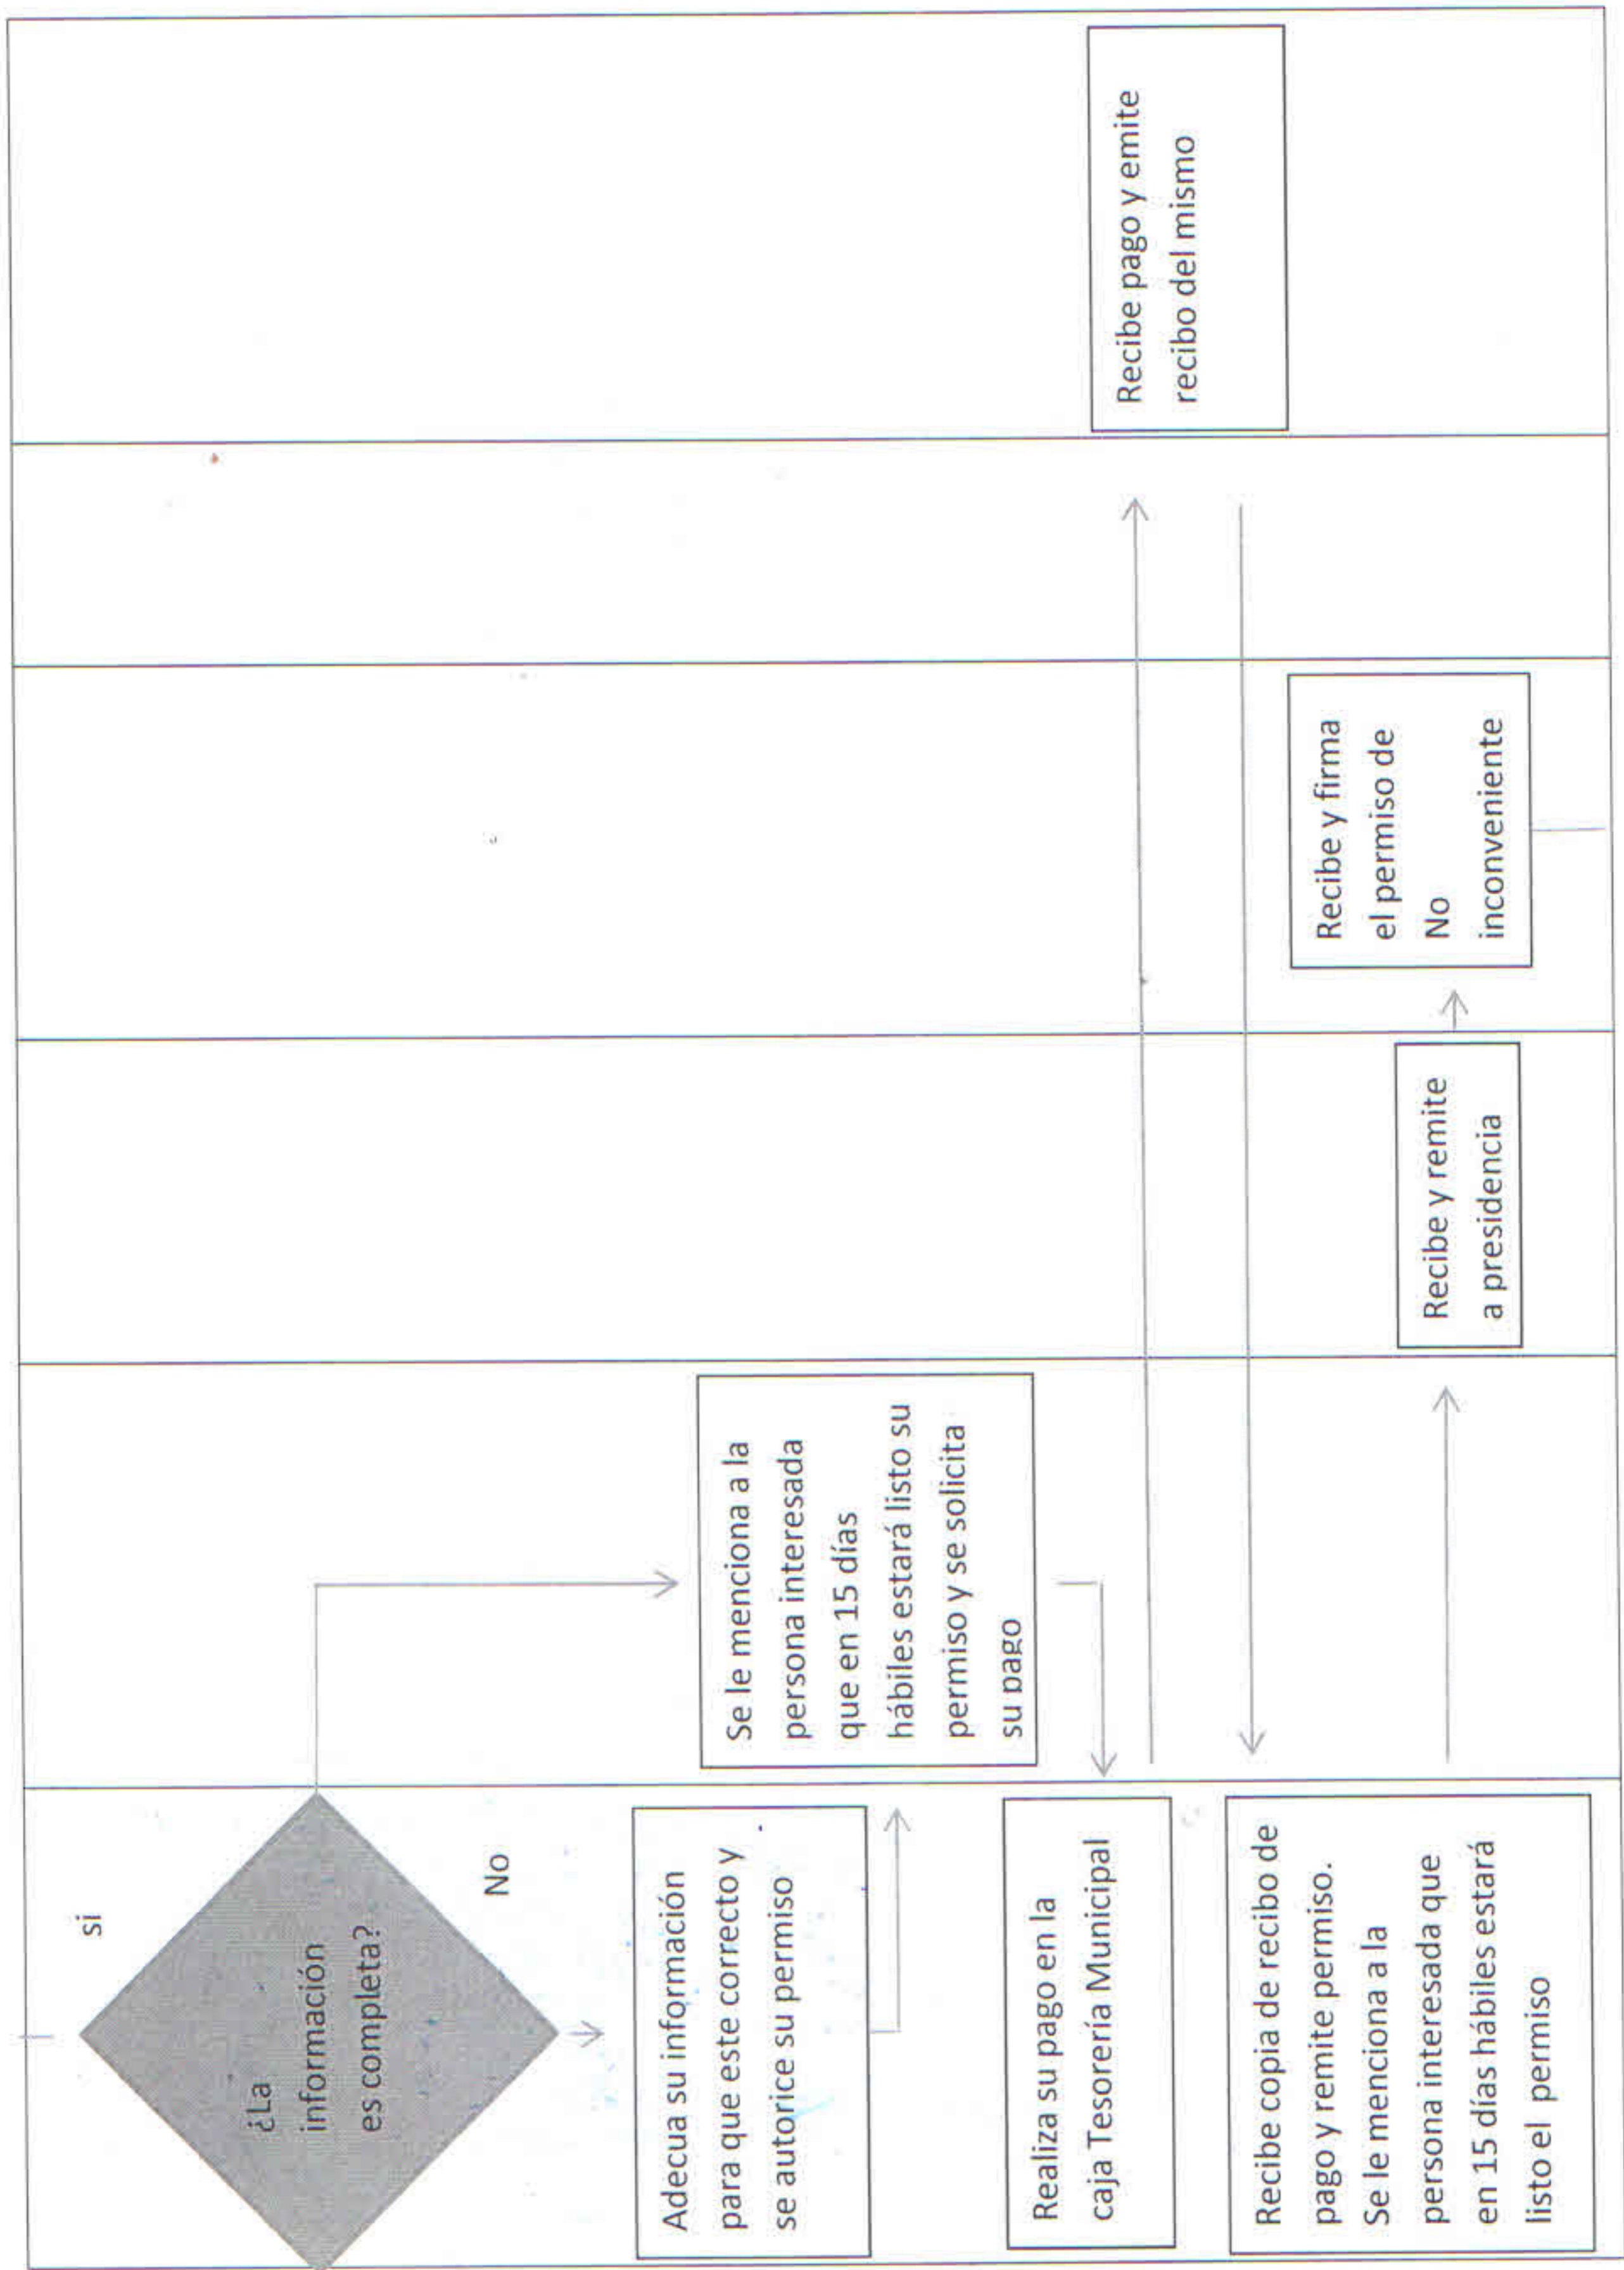 si
¿La
información
es completa?
No
Adecua su información
para que este correcto y
se autorice su permiso
Se le menciona a la
persona interesada
que en 15 días
hábiles estará listo su
permiso y se solicita
su pago
Realiza su pago en la
caja Tesorería Municipal
Recibe pago y emite
recibo del mismo
Recibe copia de recibo de
pago y remite permiso.
Se le menciona a la
persona interesada que
en 15 días hábiles estará
listo el permiso
Recibe y remite
a presidencia
Recibe y firma
el permiso de
No
inconveniente